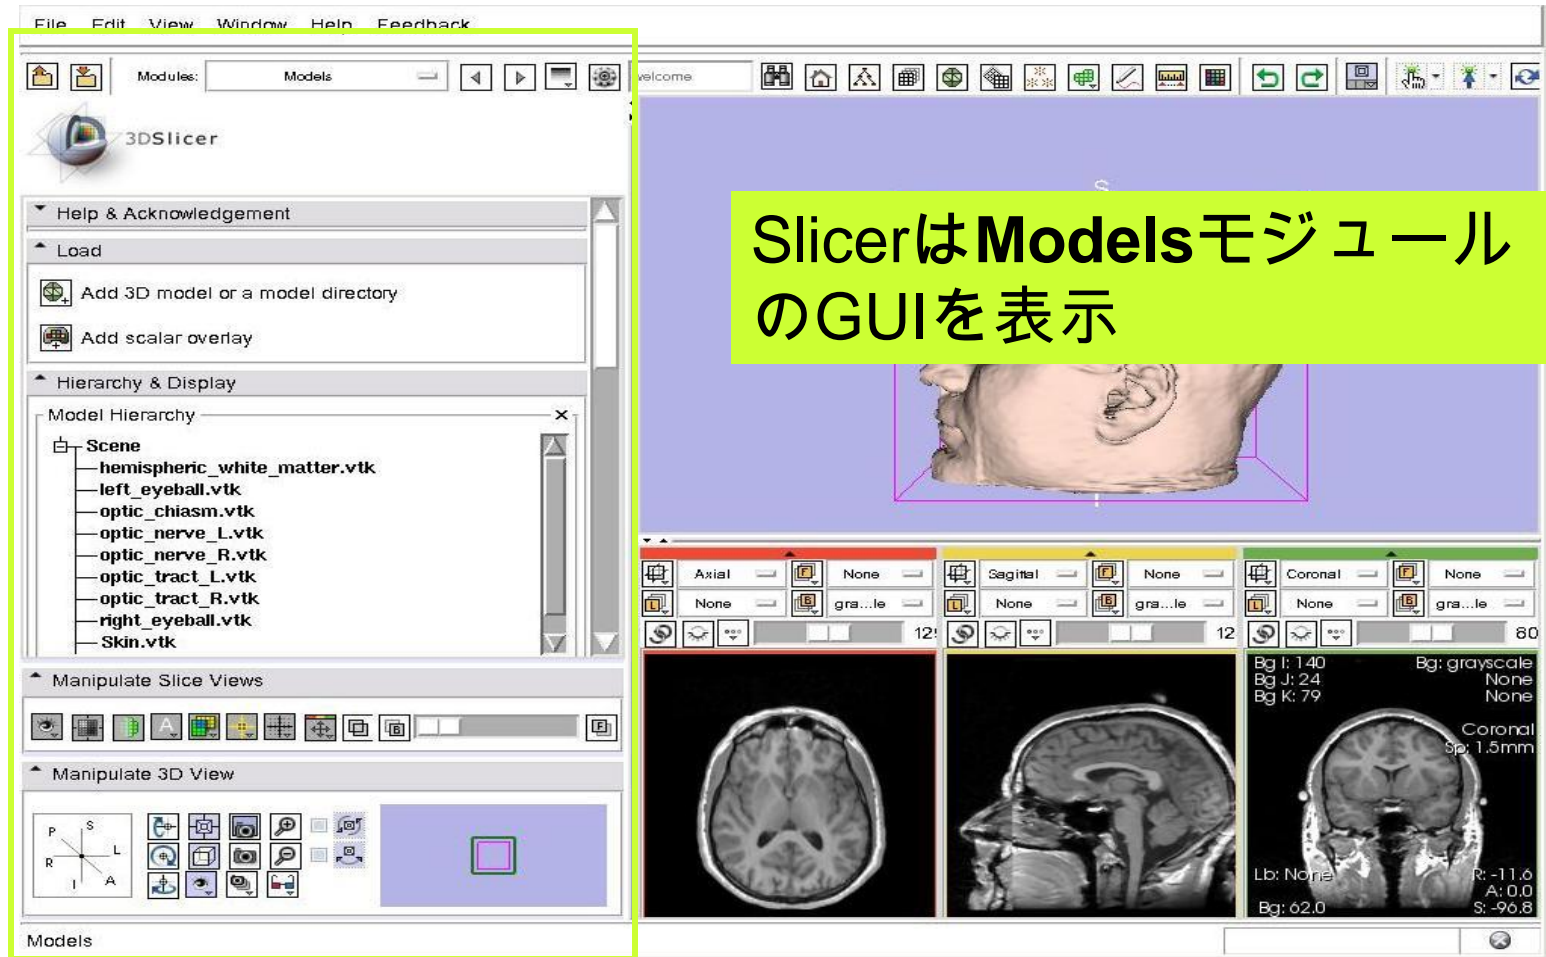 File Edit View Window Help Feedback
Modules: Models
welcome
3DSlicer
Help & Acknowledgement
Load
Add 3D model or a model directory
Add scalar overlay
Hierarchy & Display
Model Hierarchy
Scene
hemispheric_white_matter.vtk
left_eyeball.vtk
optic_chiasm.vtk
optic_nerve_L.vtk
optic_nerve_R.vtk
optic_tract_L.vtk
optic_tract_R.vtk
right_eyeball.vtk
Skin.vtk
Manipulate Slice Views
Manipulate 3D View
P S
R L
I A
Models
S
SlicerはModelsモジュール
のGUIを表示
I
Axial F None
L None B gra...le
Sagittal F None
L None B gra...le
12
Coronal F None
L None B gra...le
80
Bg I: 140
Bg J: 24
Bg K: 79
Bg: grayscale
None
None
Coronal
Sp: 1.5mm
Lb: None
Bg: 62.0
R: -11.6
A: 0.0
S: -96.8